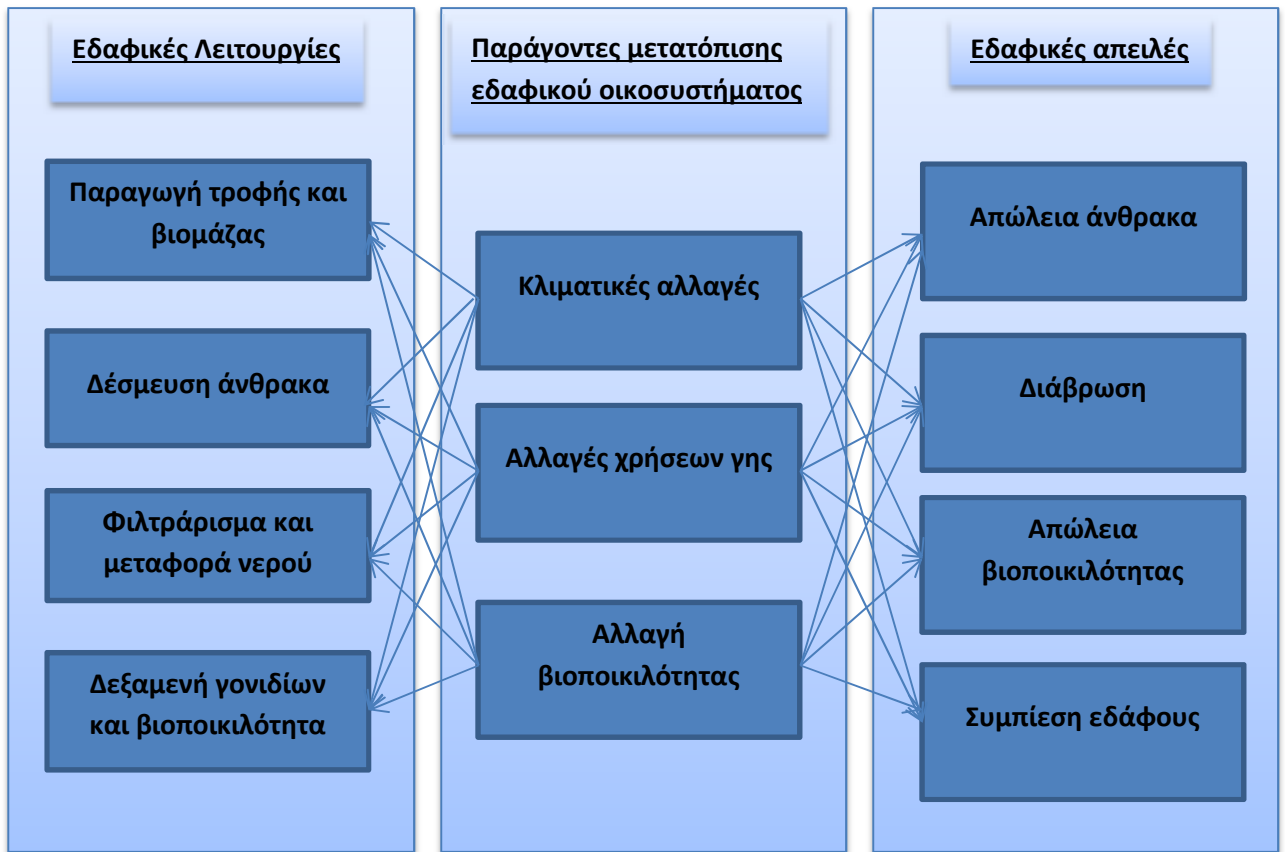 Εδαφικές Λειτουργίες
Παραγωγή τροφής και
βιομάζας
Δέσμευση άνθρακα
Φιλτράρισμα και
μεταφορά νερού
Δεξαμενή γονιδίων
και βιοποικιλότητα
Παράγοντες μετατόπισης
εδαφικού οικοσυστήματος
Κλιματικές αλλαγές
Αλλαγές χρήσεων γης
Αλλαγή
βιοποικιλότητας
Εδαφικές απειλές
Απώλεια άνθρακα
Διάβρωση
Απώλεια
βιοποικιλότητας
Συμπίεση εδάφους